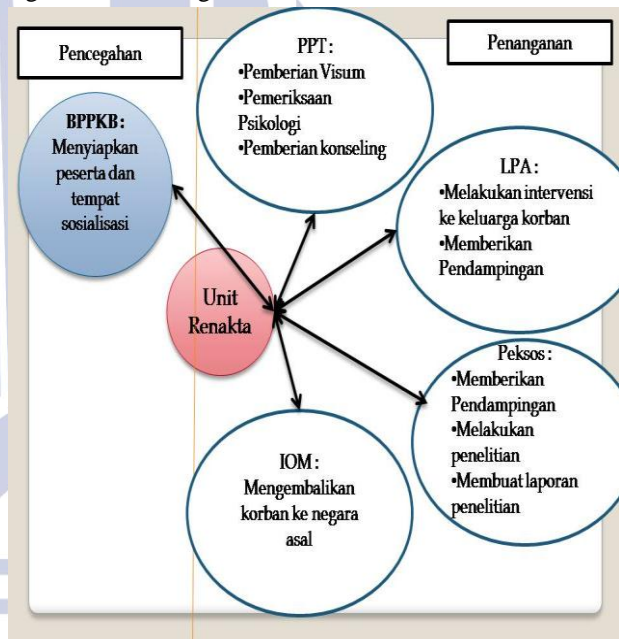 Pencegahan
Penanganan
PPT :
•Pemberian Visum
•Pemeriksaan
Psikologi
•Pemberian konseling
BPPKB :
Menyiapkan
peserta dan
tempat
sosialisasi
LPA :
•Melakukan intervensi
ke keluarga korban
•Memberikan
Pendampingan
Unit
Renakta
Peksos :
•Memberikan
Pendampingan
•Melakukan
penelitian
•Membuat laporan
penelitian
IOM :
Mengembalikan
korban ke negara
asal